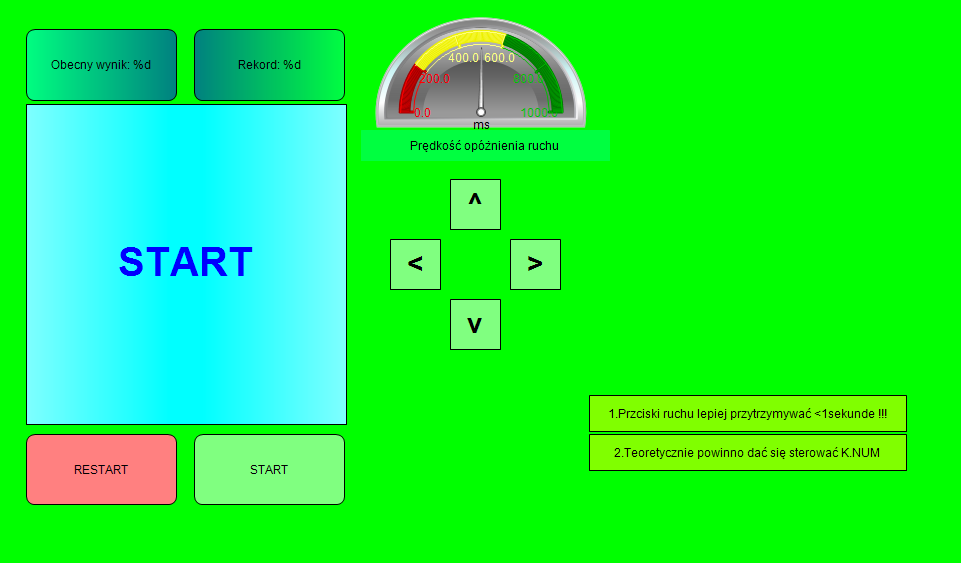 Obecny wynik: %d
Rekord: %d
400.0 600.0
200.0
800.0
0.0
1000.0
ms
Prędkość opóźnienia ruchu
^
START
< >
v
1.Przciski ruchu lepiej przytrzymywać <1sekunde !!!
2.Teoretycznie powinno dać się sterować K.NUM
RESTART
START